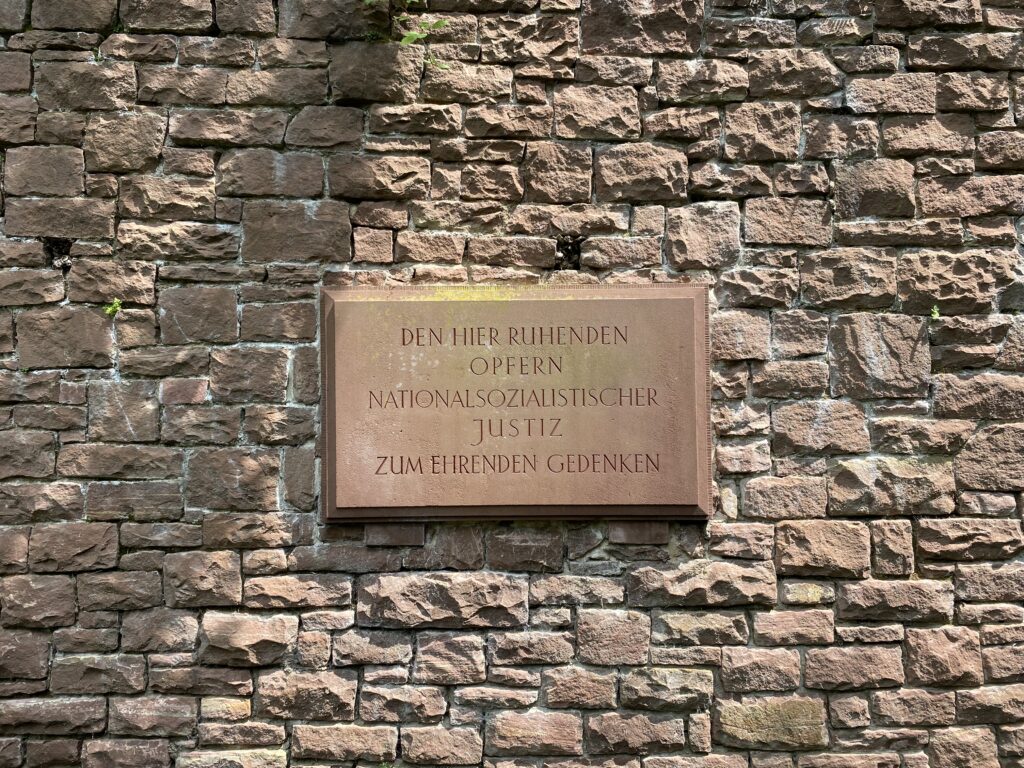 DEN HIER RUHENDEN
OPFERN
NATIONALSOZIALISTISCHER
JUSTIZ
ZUM EHRENDEN GEDENKEN